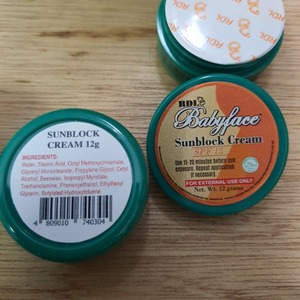 RDL
RDL
RDL
SUNBLOCK
CREAM 12g
INGREDIENTS:
Water, Stearic Acid, Octyl Methoxycinnamate,
Glyceryl Monostearate, Propylene Glycol, Cetyl
Alcohol, Beeswax, Isopropyl Myristate,
Triethanolamine, Phenoxyethanol, Ethylhexyl
Glycerin, Butylated Hydroxytoluene
4 809010 740304
RDL
Babyface
Sunblock Cream
SPF 15
Use 15-20 minutes before sun
exposure. Repeat application
if necessary
FOR EXTERNAL USE ONLY
Net. Wt. 12 grams